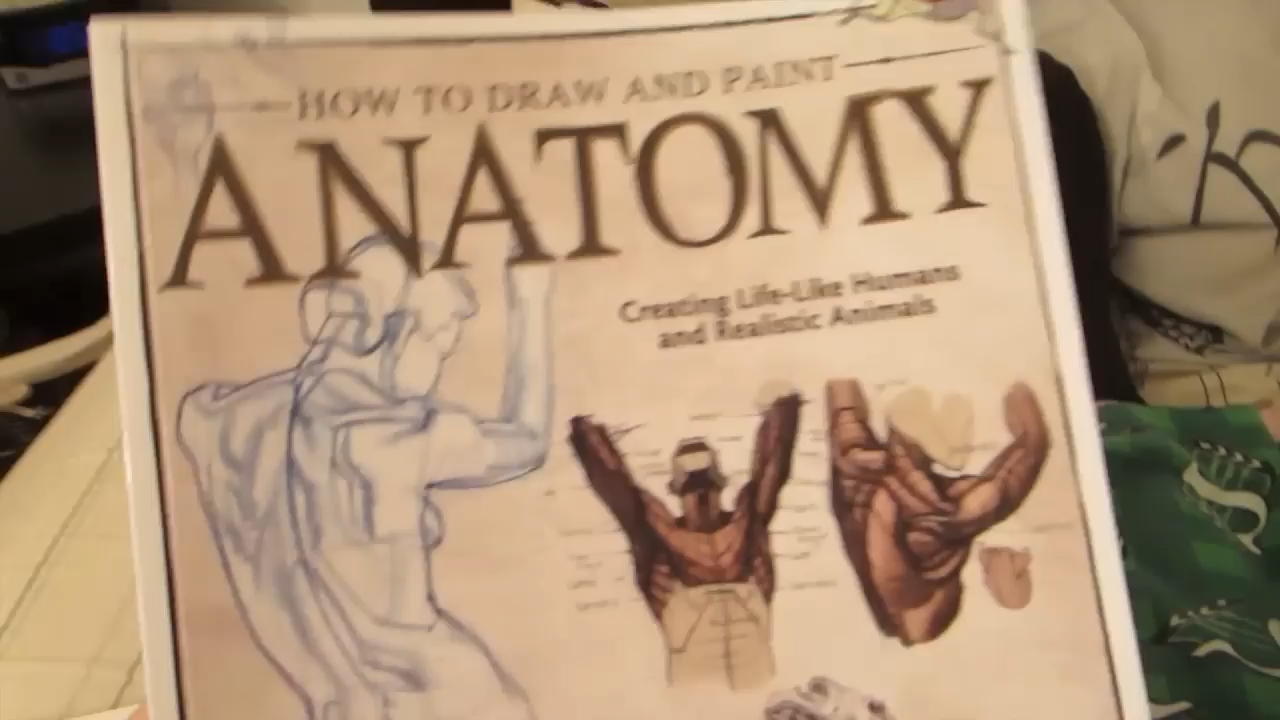 HOW TO DRAW AND PAINT
ANATOMY
Creating Life-Like Humans
and Realistic Animals